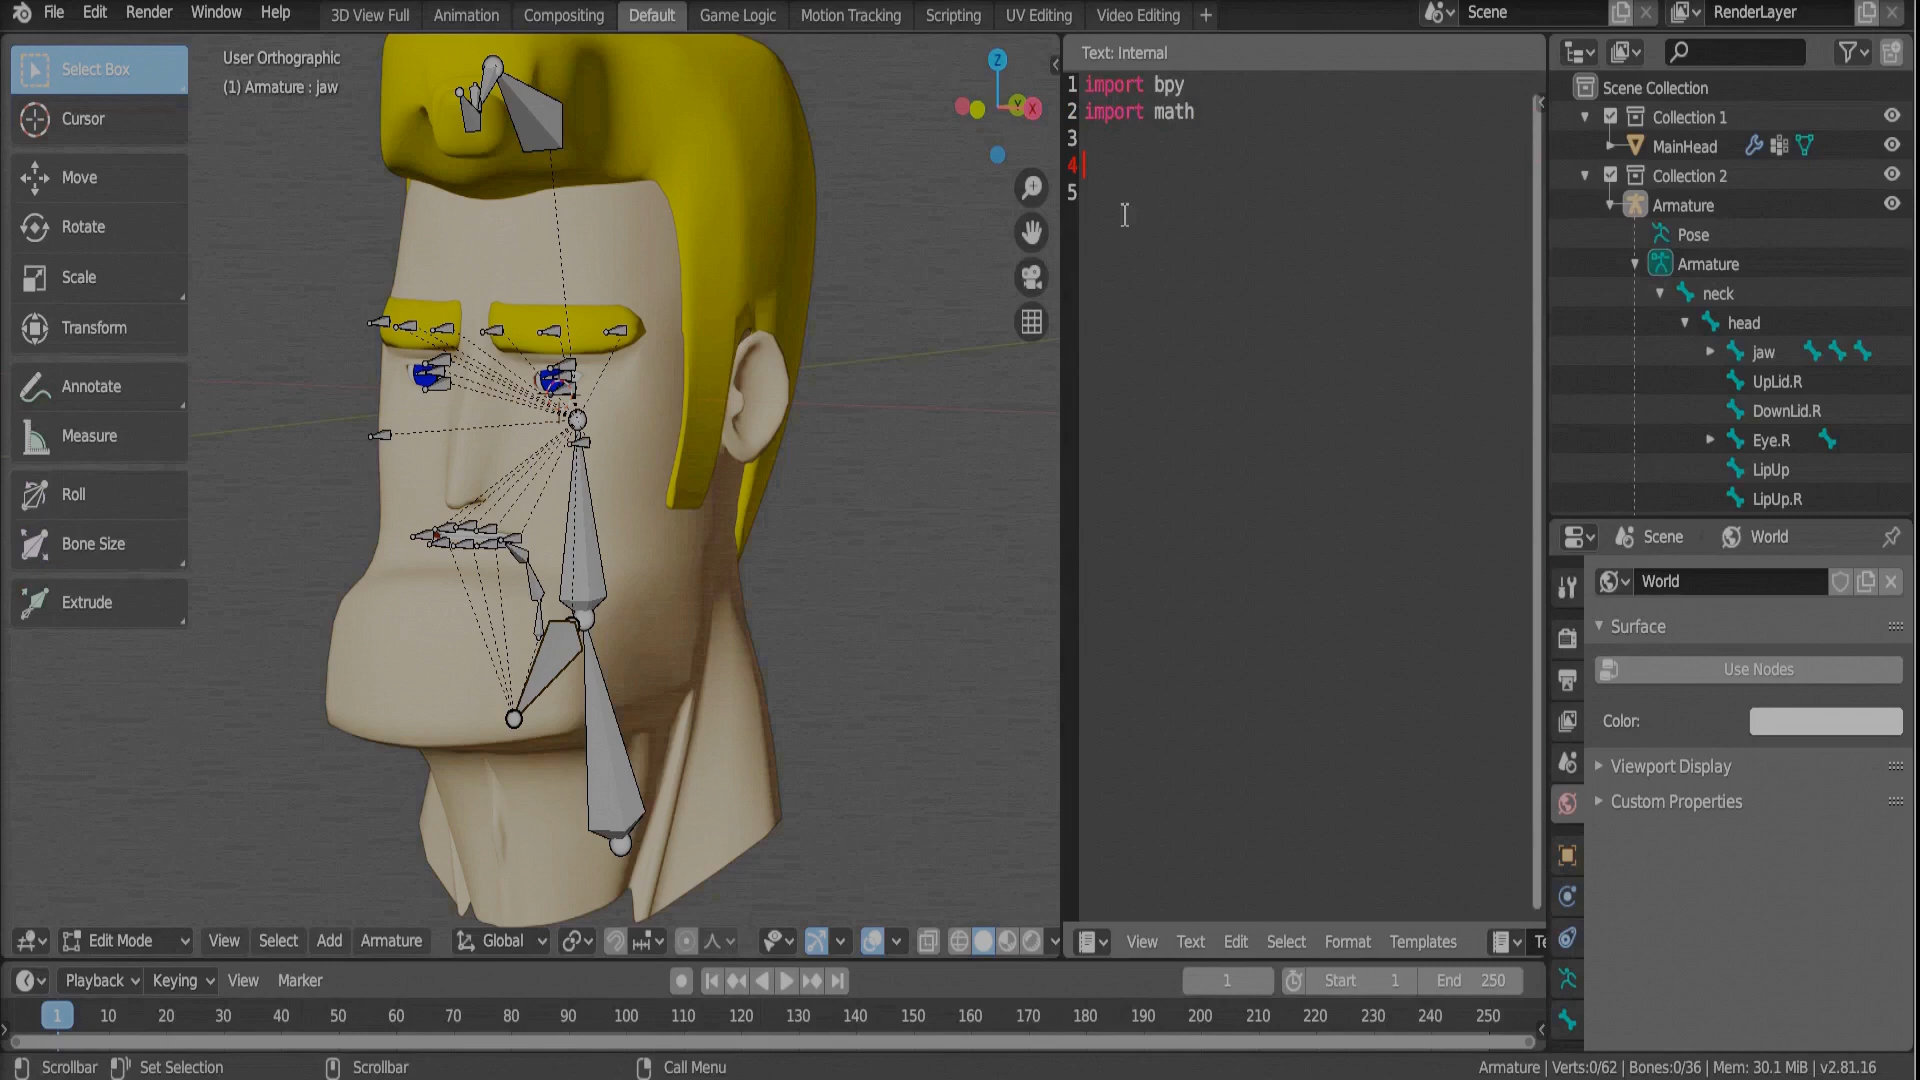 File Edit Render Window Help 3D View Full Animation Compositing Default Game Logic Motion Tracking Scripting UV Editing Video Editing + Scene RenderLayer
Select Box
Cursor
Move
Rotate
Scale
Transform
Annotate
Measure
Roll
Bone Size
Extrude
User Orthographic
(1) Armature : jaw
Z
Y
X
Text: Internal
1 import bpy
2 import math
3
4
5
Scene Collection
Collection 1
MainHead
Collection 2
Armature
Pose
Armature
neck
head
jaw
UpLid.R
DownLid.R
Eye.R
LipUp
LipUp.R
Scene World
World
Surface
Use Nodes
Color:
Viewport Display
Custom Properties
Edit Mode View Select Add Armature Global
View Text Edit Select Format Templates Te
Playback Keying View Marker 1 Start 1 End 250
1 10 20 30 40 50 60 70 80 90 100 110 120 130 140 150 160 170 180 190 200 210 220 230 240 250
Scrollbar Set Selection Scrollbar Call Menu Armature | Verts:0/62 | Bones:0/36 | Mem: 30.1 MiB | v2.81.16